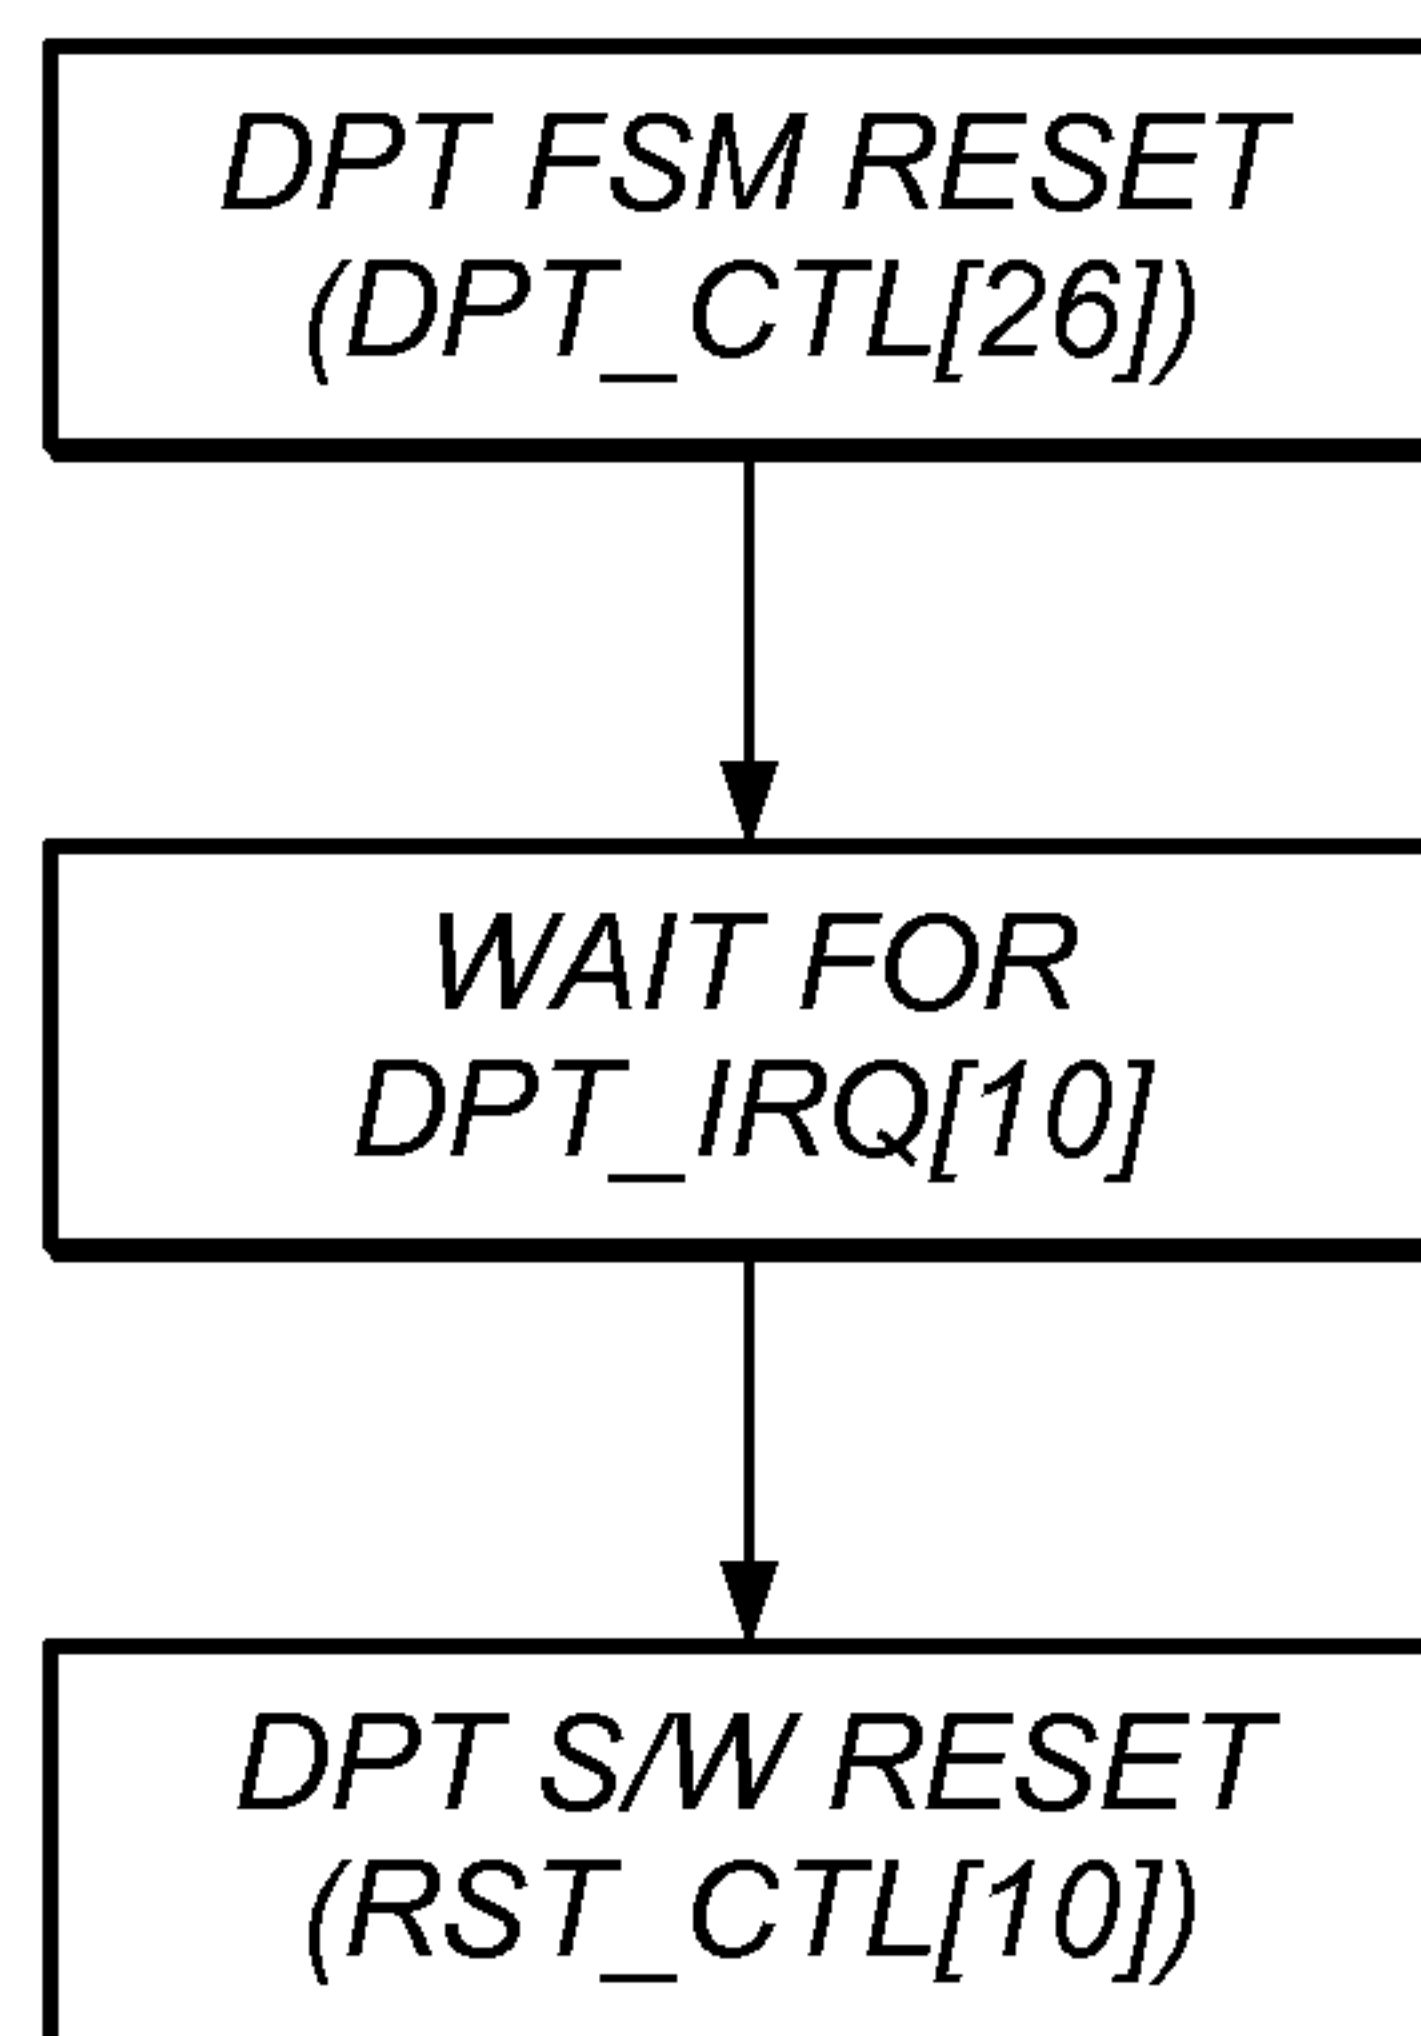 DPT FSM RESET
(DPT_CTL[26])
WAIT FOR
DPT_IRQ[10]
DPT S/W RESET
(RST_CTL[10])